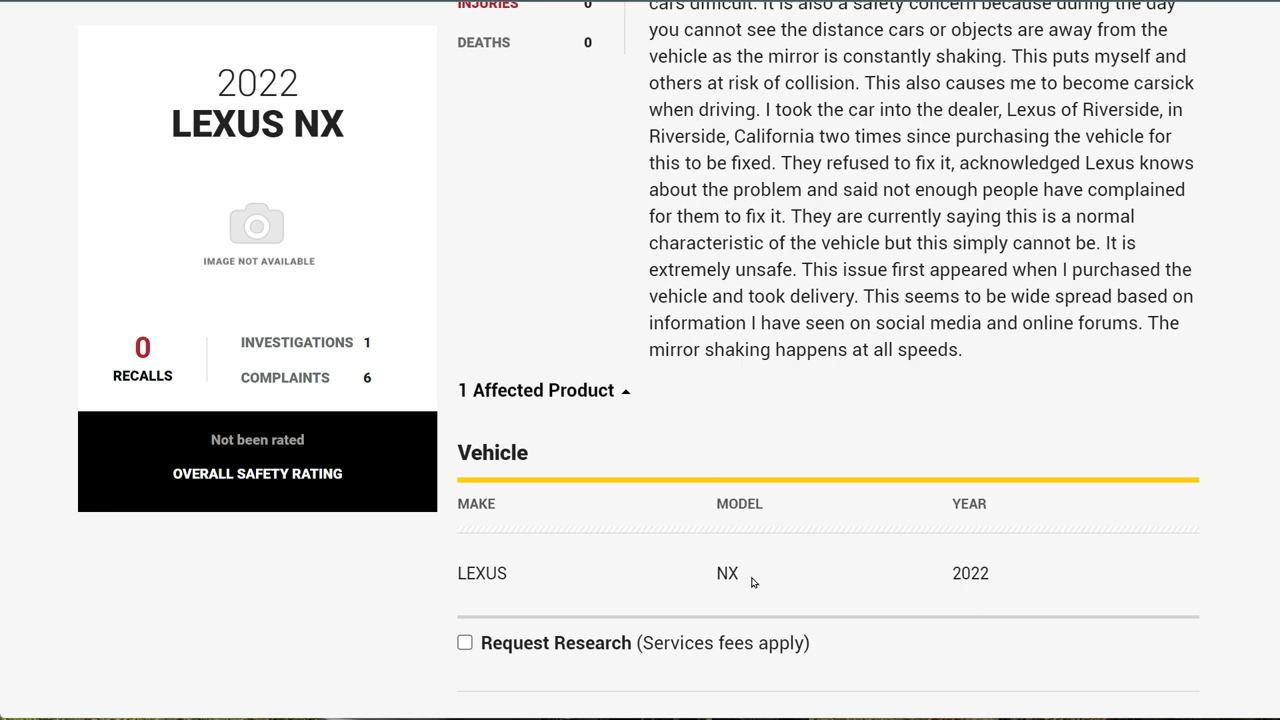 2022
LEXUS NX
IMAGE NOT AVAILABLE
0
RECALLS
INVESTIGATIONS 1
COMPLAINTS 6
Not been rated
OVERALL SAFETY RATING
INJURIES 0
DEATHS 0
cars difficult. It is also a safety concern because during the day
you cannot see the distance cars or objects are away from the
vehicle as the mirror is constantly shaking. This puts myself and
others at risk of collision. This also causes me to become carsick
when driving. I took the car into the dealer, Lexus of Riverside, in
Riverside, California two times since purchasing the vehicle for
this to be fixed. They refused to fix it, acknowledged Lexus knows
about the problem and said not enough people have complained
for them to fix it. They are currently saying this is a normal
characteristic of the vehicle but this simply cannot be. It is
extremely unsafe. This issue first appeared when I purchased the
vehicle and took delivery. This seems to be wide spread based on
information I have seen on social media and online forums. The
mirror shaking happens at all speeds.
1 Affected Product
Vehicle
MAKE MODEL YEAR
LEXUS NX 2022
Request Research (Services fees apply)